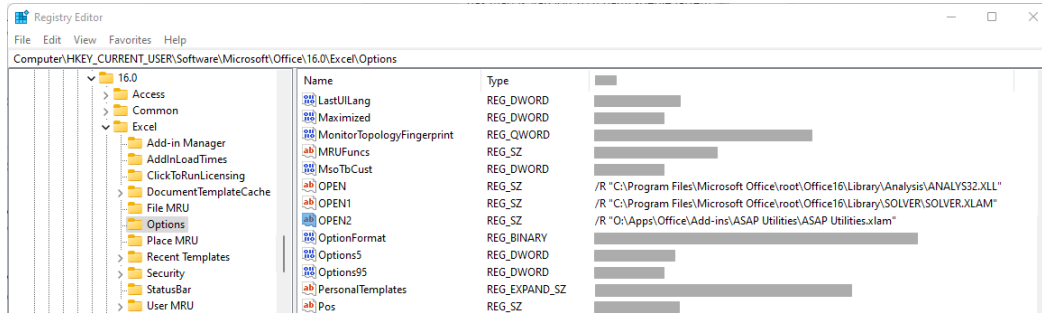 Registry Editor
File Edit View Favorites Help
Computer\HKEY_CURRENT_USER\Software\Microsoft\Office\16.0\Excel\Options
16.0
Access
Common
Excel
Add-in Manager
AddInLoadTimes
ClickToRunLicensing
DocumentTemplateCache
File MRU
Options
Place MRU
Recent Templates
Security
StatusBar
User MRU
Name Type
LastUILang REG_DWORD
Maximized REG_DWORD
MonitorTopologyFingerprint REG_QWORD
MRUFuncs REG_SZ
MsoTbCust REG_DWORD
OPEN REG_SZ /R "C:\Program Files\Microsoft Office\root\Office16\Library\Analysis\ANALYS32.XLL"
OPEN1 REG_SZ /R "C:\Program Files\Microsoft Office\root\Office16\Library\SOLVER\SOLVER.XLAM"
OPEN2 REG_SZ /R "O:\Apps\Office\Add-ins\ASAP Utilities\ASAP Utilities.xlam"
OptionFormat REG_BINARY
Options5 REG_DWORD
Options95 REG_DWORD
PersonalTemplates REG_EXPAND_SZ
Pos REG_SZ